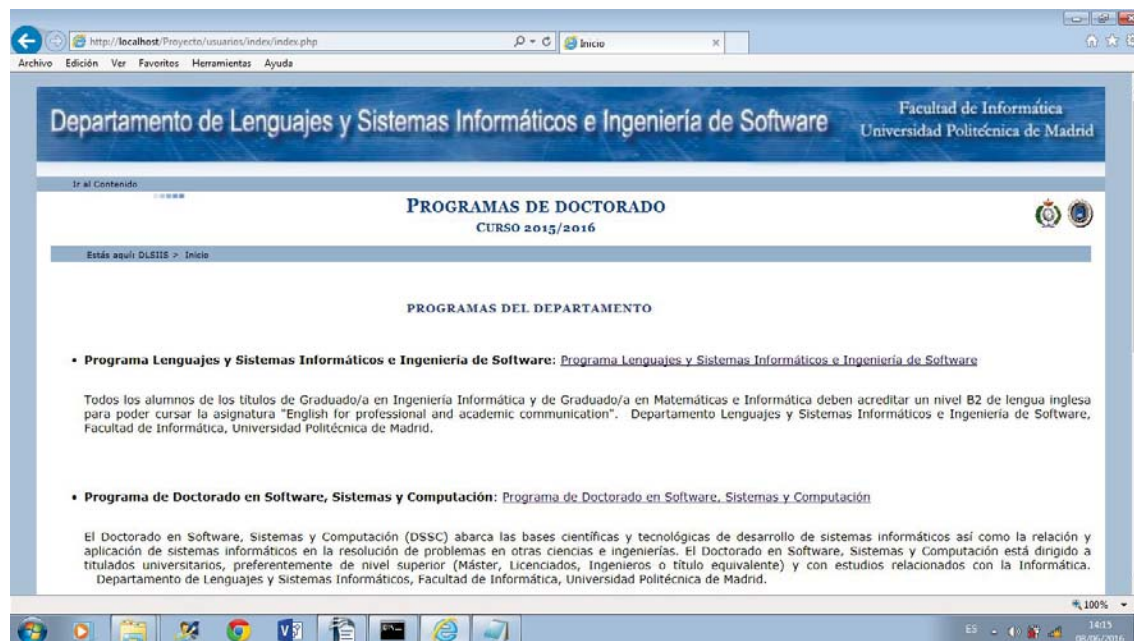 http://localhost/Proyecto/usuarios/index/index.php
Inicio
Archivo Edición Ver Favoritos Herramientas Ayuda
Departamento de Lenguajes y Sistemas Informáticos e Ingeniería de Software
Facultad de Informática
Universidad Politécnica de Madrid
Ir al Contenido
PROGRAMAS DE DOCTORADO
CURSO 2015/2016
Estás aquí: DLSIIS > Inicio
PROGRAMAS DEL DEPARTAMENTO
• Programa Lenguajes y Sistemas Informáticos e Ingeniería de Software: Programa Lenguajes y Sistemas Informáticos e Ingeniería de Software
Todos los alumnos de los títulos de Graduado/a en Ingeniería Informática y de Graduado/a en Matemáticas e Informática deben acreditar un nivel B2 de lengua inglesa
para poder cursar la asignatura "English for professional and academic communication". Departamento Lenguajes y Sistemas Informáticos e Ingeniería de Software,
Facultad de Informática, Universidad Politécnica de Madrid.
• Programa de Doctorado en Software, Sistemas y Computación: Programa de Doctorado en Software, Sistemas y Computación
El Doctorado en Software, Sistemas y Computación (DSSC) abarca las bases científicas y tecnológicas de desarrollo de sistemas informáticos así como la relación y
aplicación de sistemas informáticos en la resolución de problemas en otras ciencias e ingenierías. El Doctorado en Software, Sistemas y Computación está dirigido a
titulados universitarios, preferentemente de nivel superior (Máster, Licenciados, Ingenieros o título equivalente) y con estudios relacionados con la Informática.
Departamento de Lenguajes y Sistemas Informáticos, Facultad de Informática, Universidad Politécnica de Madrid.
100%
ES
14:15
08/06/2016